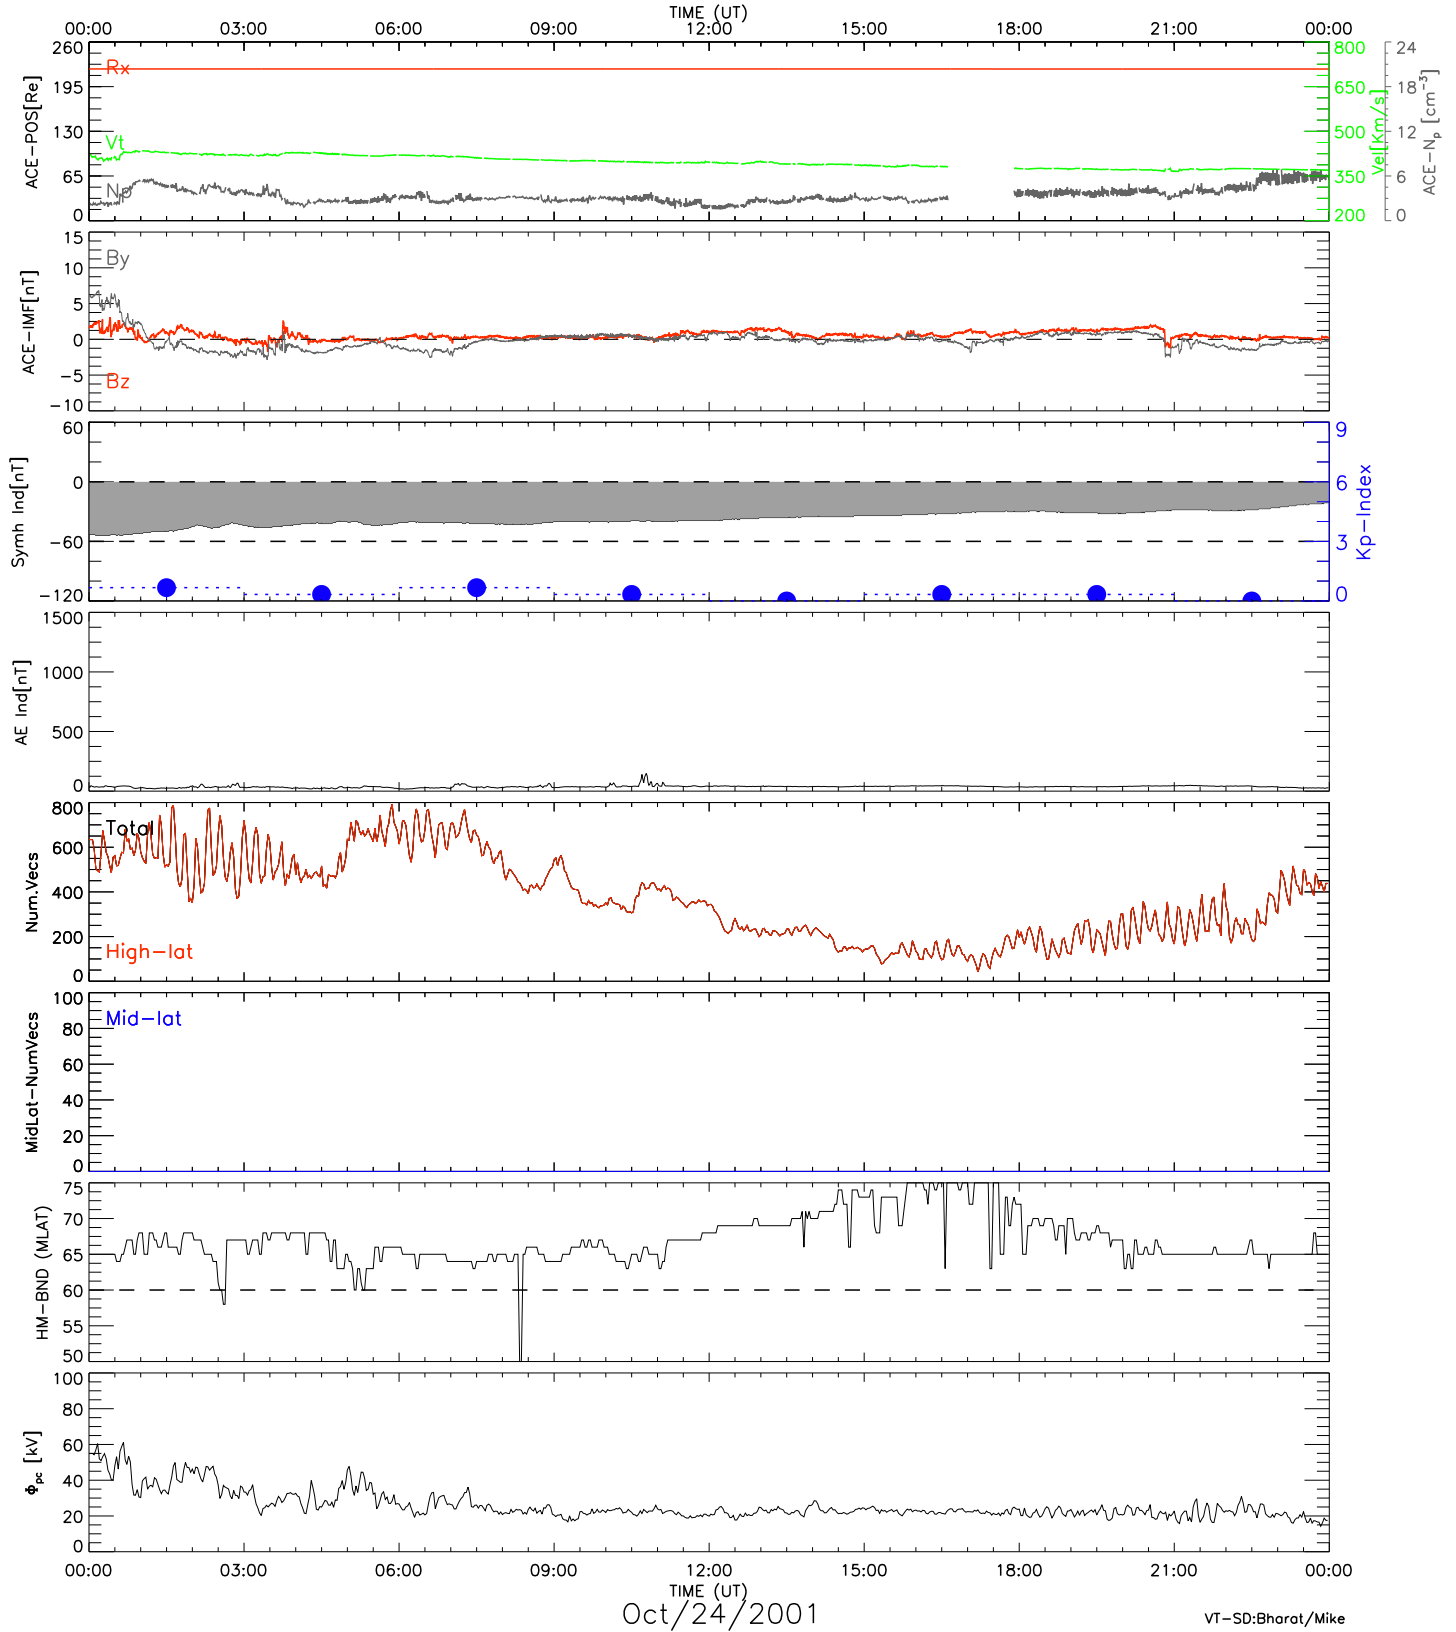 TIME (UT)
00:00 03:00 06:00 09:00 12:00 15:00 18:00 21:00 00:00
ACE-POS[Re]
260
195
130
65
0
Rx
Vt
Np
800
650
500
350
200
Vel[Km/s]
24
18
12
6
0
ACE-Np [cm-3]
ACE-IMF[nT]
15
10
5
0
-5
-10
By
Bz
Symh Ind[nT]
60
0
-60
-120
9
6
3
0
Kp-Index
AE Ind[nT]
1500
1000
500
0
Num.Vecs
800
600
400
200
0
Total
High-lat
MidLat-NumVecs
100
80
60
40
20
0
Mid-lat
HM-BND (MLAT)
75
70
65
60
55
50
Φpc [kV]
100
80
60
40
20
0
00:00 03:00 06:00 09:00 12:00 15:00 18:00 21:00 00:00
TIME (UT)
Oct/24/2001
VT-SD:Bharat/Mike